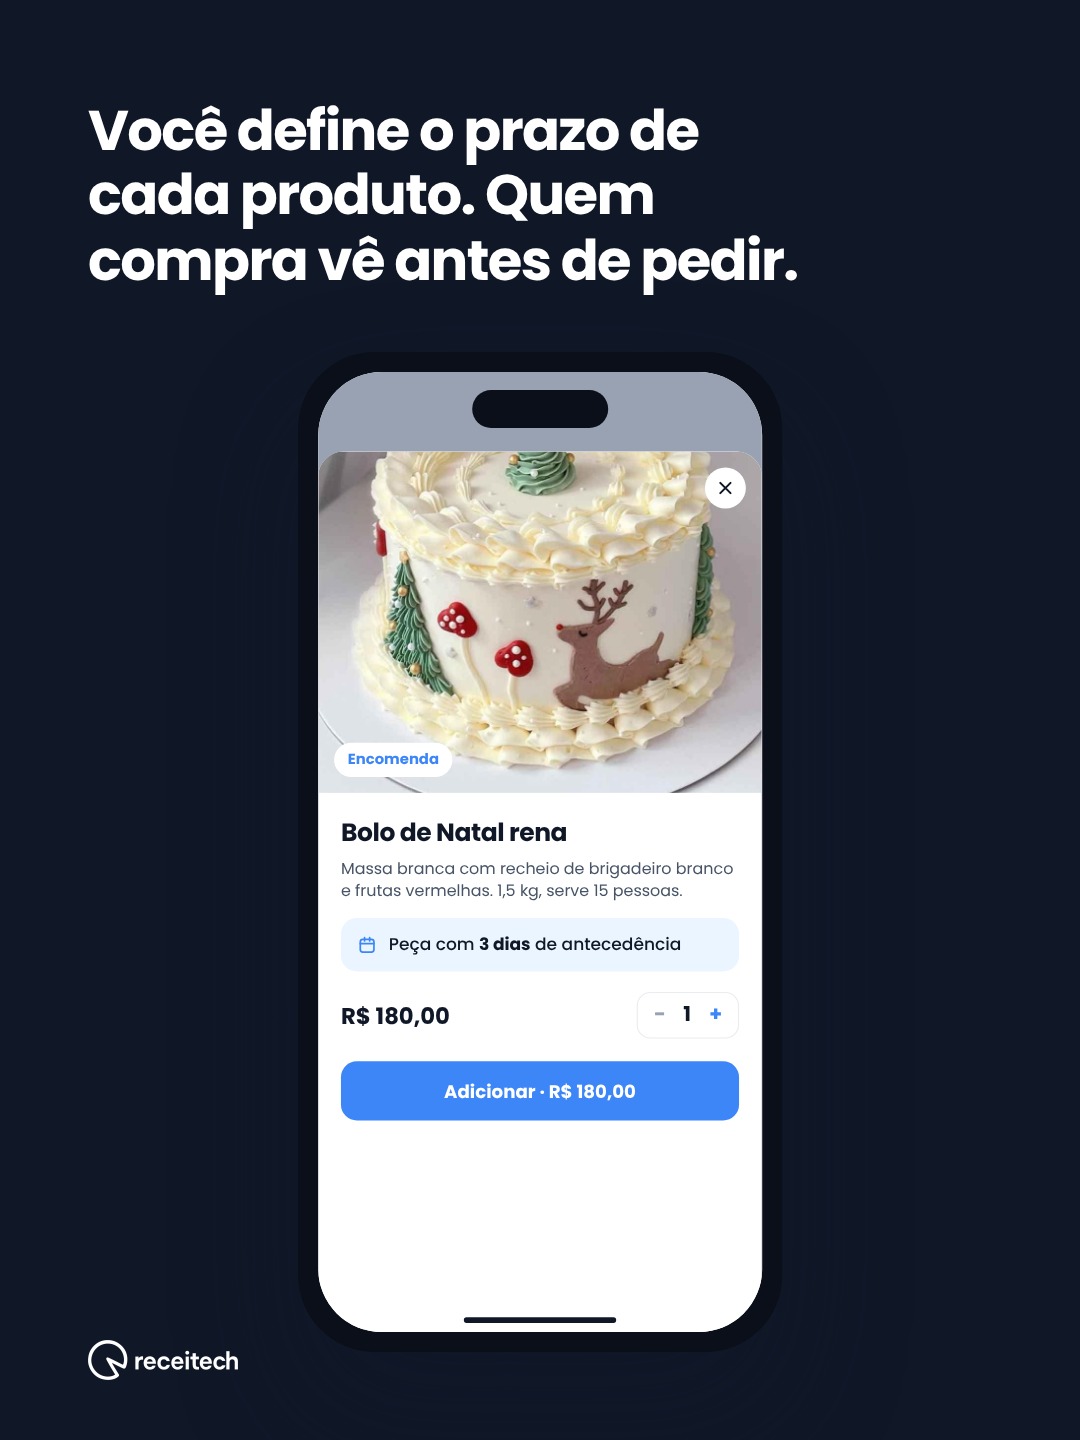 Você define o prazo de
cada produto. Quem
compra vê antes de pedir.
Encomenda
Bolo de Natal rena
Massa branca com recheio de brigadeiro branco
e frutas vermelhas. 1,5 kg, serve 15 pessoas.
Peça com 3 dias de antecedência
R$ 180,00
− 1 +
Adicionar · R$ 180,00
receitech